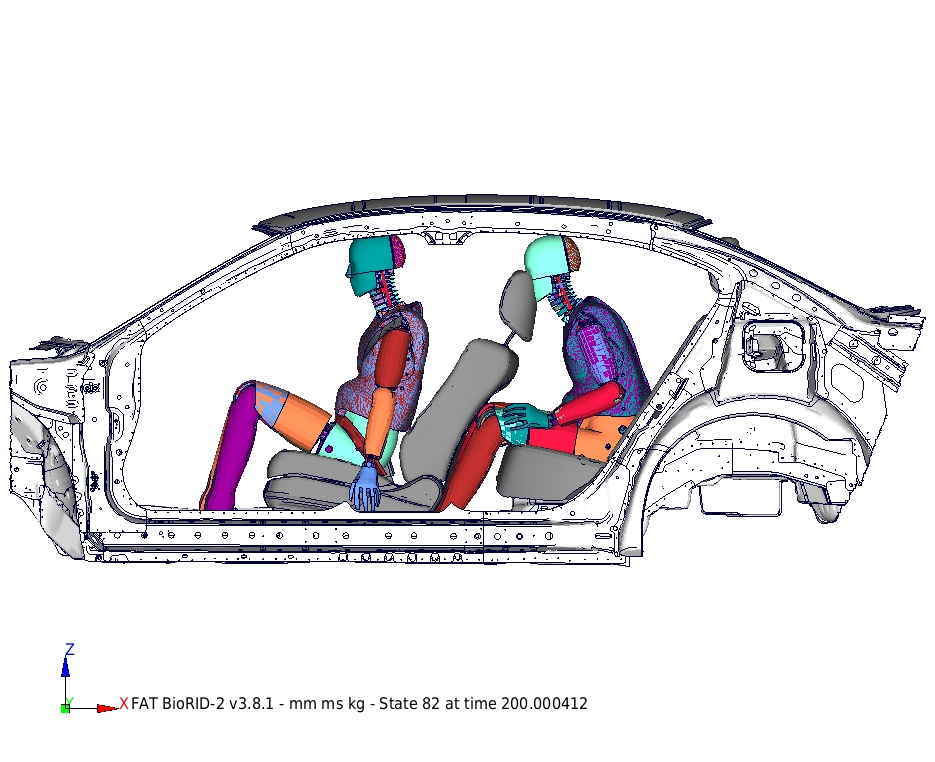 Z
Y
X FAT BioRID-2 v3.8.1 - mm ms kg - State 82 at time 200.000412